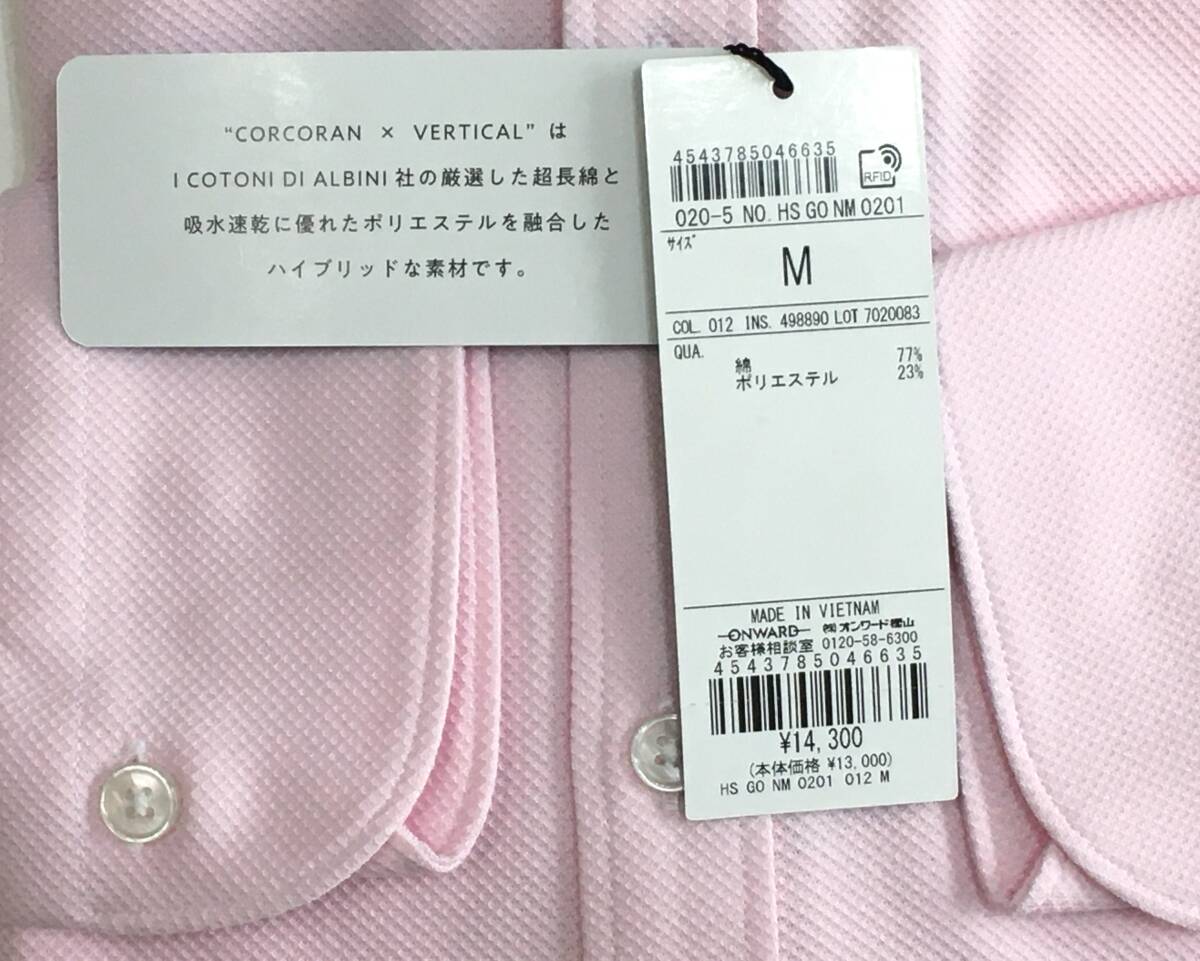 “CORCORAN × VERTICAL” は
I COTONI DI ALBINI 社の厳選した超長綿と
吸水速乾に優れたポリエステルを融合した
ハイブリッドな素材です。
4543785046635
RFID
020-5 NO. HS GO NM 0201
サイズ
M
COL. 012 INS. 498890 LOT 7020083
QUA.
綿 77%
ポリエステル 23%
MADE IN VIETNAM
ONWARD ㈱オンワード樫山
お客様相談室 0120-58-6300
4543785046635
¥14,300
(本体価格 ¥13,000)
HS GO NM 0201 012 M